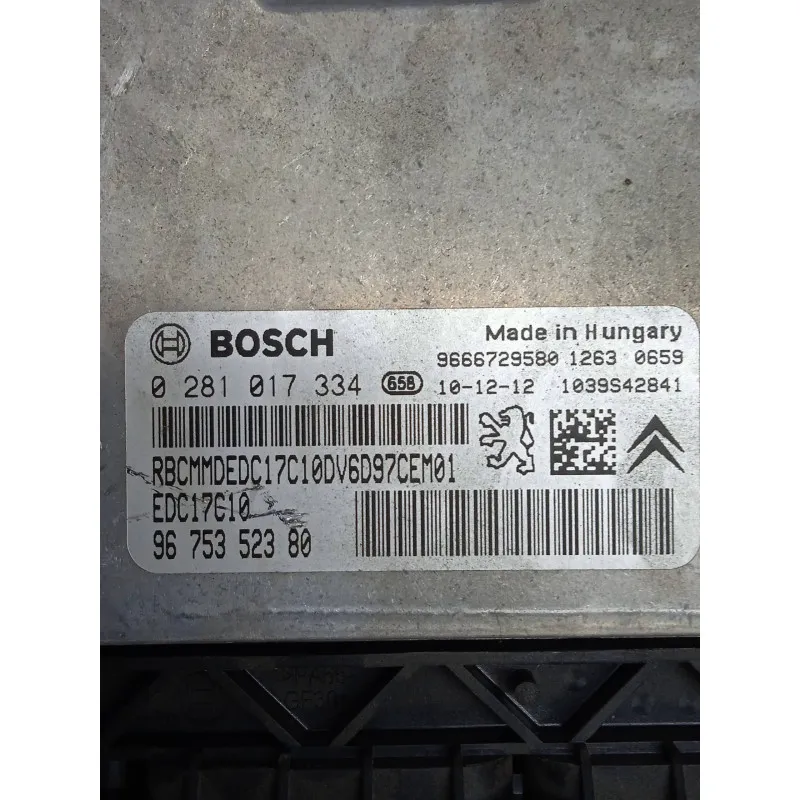 BOSCH
Made in Hungary
9666729580 1263 0659
0 281 017 334 658 10-12-12 1039S42841
RBCMMDEDC17C10DV6D97CEM01
EDC17C10
96 753 523 80